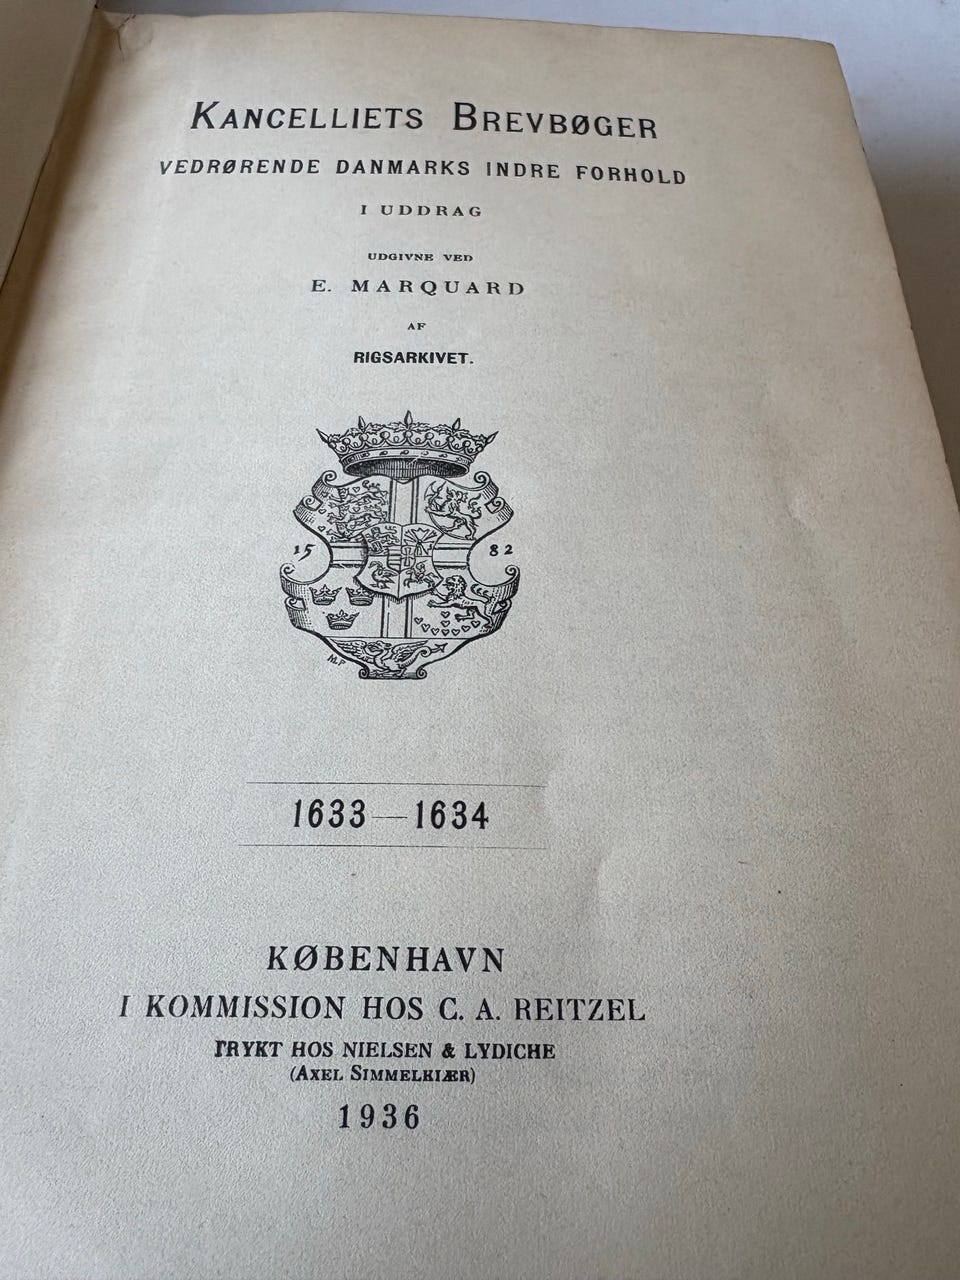 KANCELLIETS BREVBØGER
VEDRØRENDE DANMARKS INDRE FORHOLD
I UDDRAG
UDGIVNE VED
E. MARQUARD
AF
RIGSARKIVET.
15 82
MP
1633—1634
KØBENHAVN
I KOMMISSION HOS C. A. REITZEL
TRYKT HOS NIELSEN & LYDICHE
(AXEL SIMMELKIÆR)
1936